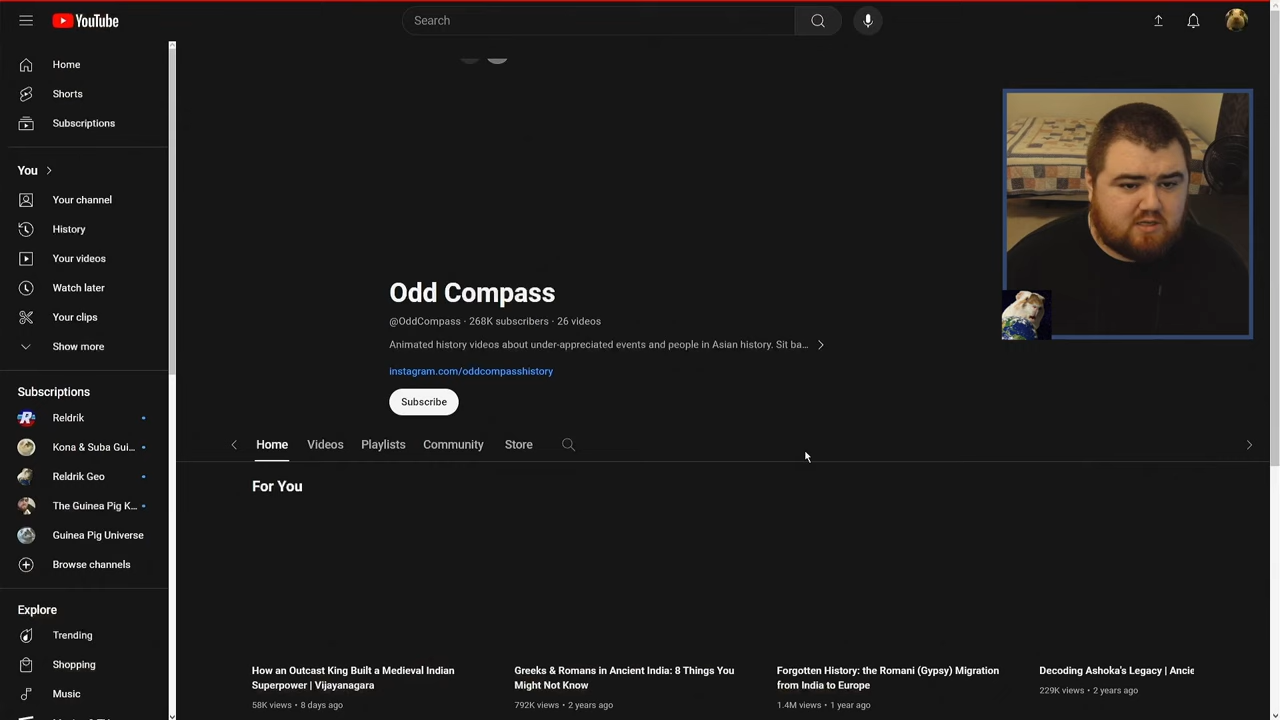 YouTube
Search
Home
Shorts
Subscriptions
You
Your channel
History
Your videos
Watch later
Your clips
Show more
Subscriptions
Reldrik
Kona & Suba Gui...
Reldrik Geo
The Guinea Pig K...
Guinea Pig Universe
Browse channels
Explore
Trending
Shopping
Music
Odd Compass
@OddCompass · 268K subscribers · 26 videos
Animated history videos about under-appreciated events and people in Asian history. Sit ba...
instagram.com/oddcompasshistory
Subscribe
Home Videos Playlists Community Store
For You
How an Outcast King Built a Medieval Indian
Superpower | Vijayanagara
58K views • 8 days ago
Greeks & Romans in Ancient India: 8 Things You
Might Not Know
792K views • 2 years ago
Forgotten History: the Romani (Gypsy) Migration
from India to Europe
1.4M views • 1 year ago
Decoding Ashoka's Legacy | Ancie
229K views • 2 years ago